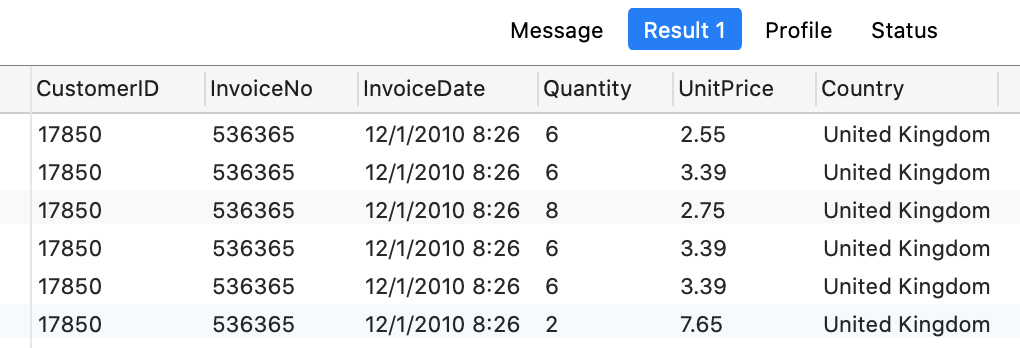 Message Result 1 Profile Status
CustomerID InvoiceNo InvoiceDate Quantity UnitPrice Country
17850 536365 12/1/2010 8:26 6 2.55 United Kingdom
17850 536365 12/1/2010 8:26 6 3.39 United Kingdom
17850 536365 12/1/2010 8:26 8 2.75 United Kingdom
17850 536365 12/1/2010 8:26 6 3.39 United Kingdom
17850 536365 12/1/2010 8:26 6 3.39 United Kingdom
17850 536365 12/1/2010 8:26 2 7.65 United Kingdom